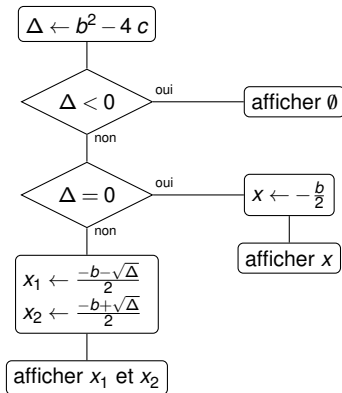 Δ ← b² − 4 c
Δ < 0
oui
afficher ∅
non
Δ = 0
oui
x ← −b/2
non
afficher x
x₁ ← (−b−√Δ)/2
x₂ ← (−b+√Δ)/2
afficher x₁ et x₂